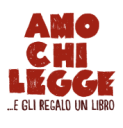 AMO
CHI
LEGGE
...E GLI REGALO UN LIBRO